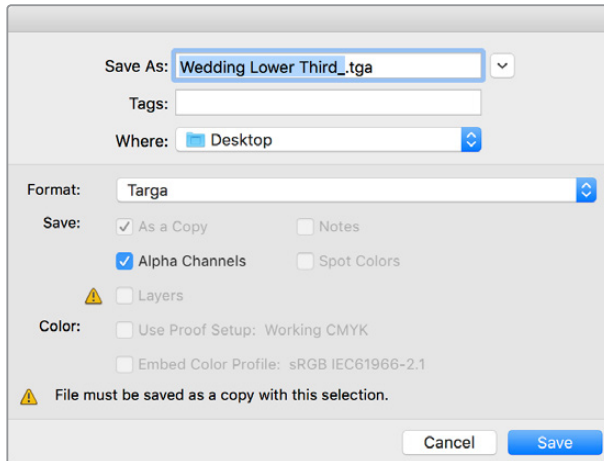 Save As: Wedding Lower Third_.tga
Tags:
Where: Desktop
Format: Targa
Save: As a Copy Notes
Alpha Channels Spot Colors
Layers
Color: Use Proof Setup: Working CMYK
Embed Color Profile: sRGB IEC61966-2.1
File must be saved as a copy with this selection.
Cancel Save